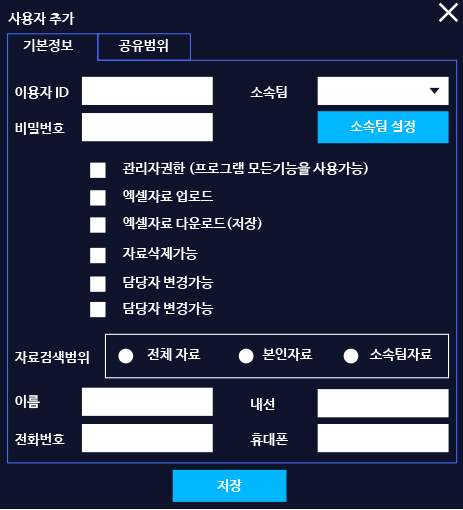 사용자 추가
기본정보 공유범위
이용자 ID 소속팀
비밀번호 소속팀 설정
관리자권한 (프로그램 모든기능을 사용가능)
엑셀자료 업로드
엑셀자료 다운로드(저장)
자료삭제가능
담당자 변경가능
담당자 변경가능
자료검색범위 전체 자료 본인자료 소속팀자료
이름 내선
전화번호 휴대폰
저장